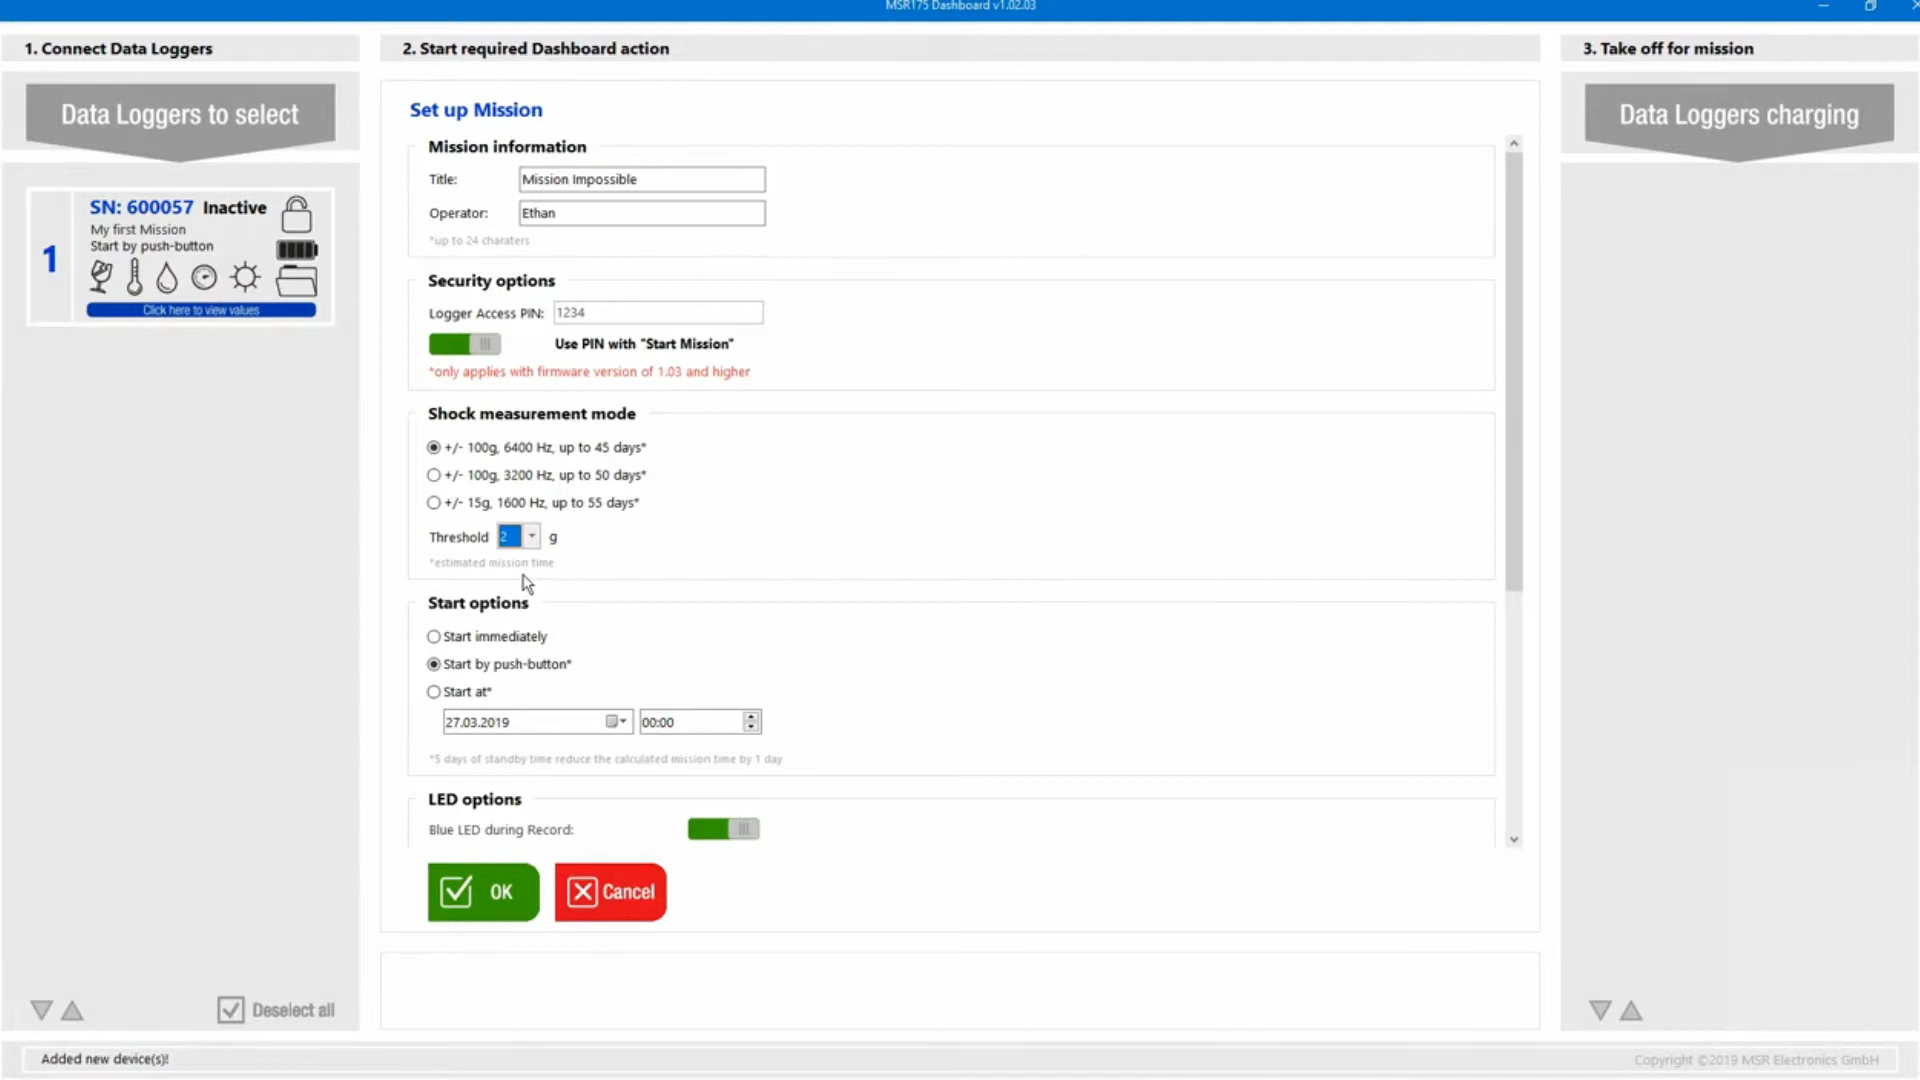 MSR175 Dashboard v1.02.03
1. Connect Data Loggers
2. Start required Dashboard action
3. Take off for mission
Data Loggers to select
Data Loggers charging
1
SN: 600057 Inactive
My first Mission
Start by push-button
Click here to view values
Set up Mission
Mission information
Title: Mission Impossible
Operator: Ethan
*up to 24 charaters
Security options
Logger Access PIN: 1234
Use PIN with "Start Mission"
*only applies with firmware version of 1.03 and higher
Shock measurement mode
+/- 100g, 6400 Hz, up to 45 days*
+/- 100g, 3200 Hz, up to 50 days*
+/- 15g, 1600 Hz, up to 55 days*
Threshold 2 g
*estimated mission time
Start options
Start immediately
Start by push-button*
Start at*
27.03.2019 00:00
*5 days of standby time reduce the calculated mission time by 1 day
LED options
Blue LED during Record:
OK Cancel
Deselect all
Added new device(s)!
Copyright ©2019 MSR Electronics GmbH